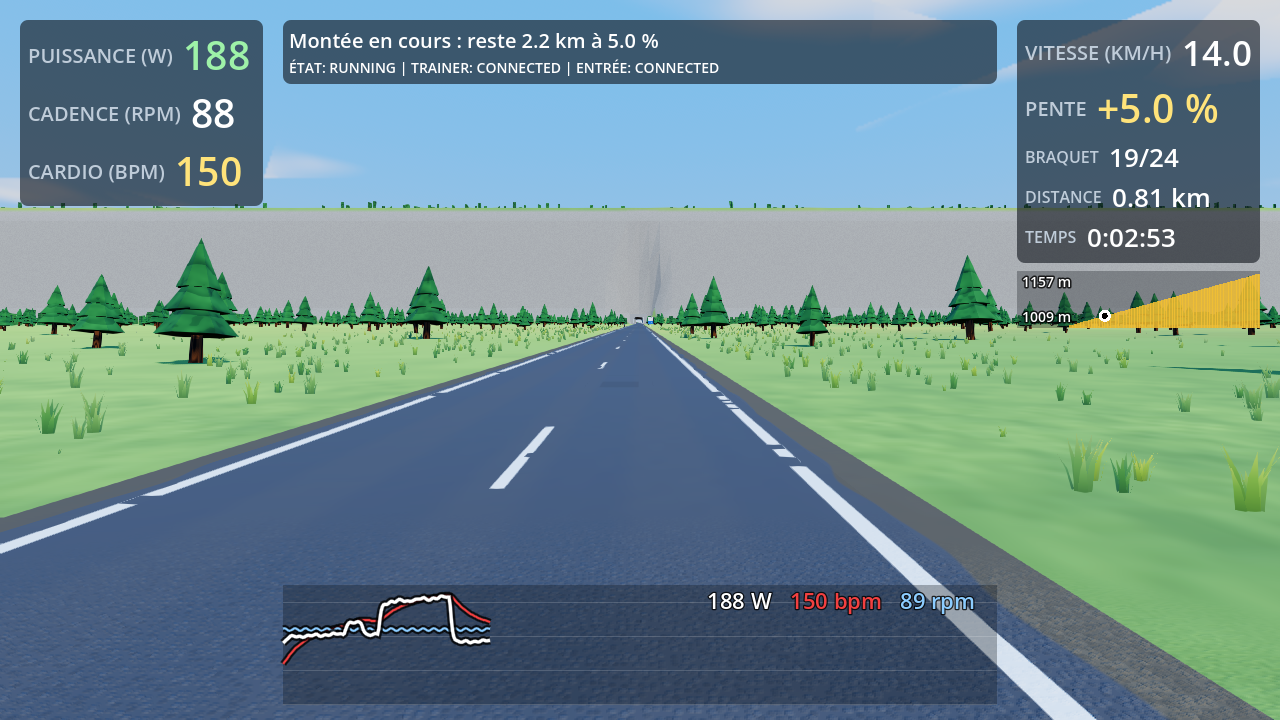 PUISSANCE (W) 188
CADENCE (RPM) 88
CARDIO (BPM) 150
Montée en cours : reste 2.2 km à 5.0 %
ÉTAT: RUNNING | TRAINER: CONNECTED | ENTRÉE: CONNECTED
VITESSE (KM/H) 14.0
PENTE +5.0 %
BRAQUET 19/24
DISTANCE 0.81 km
TEMPS 0:02:53
1157 m
1009 m
188 W 150 bpm 89 rpm